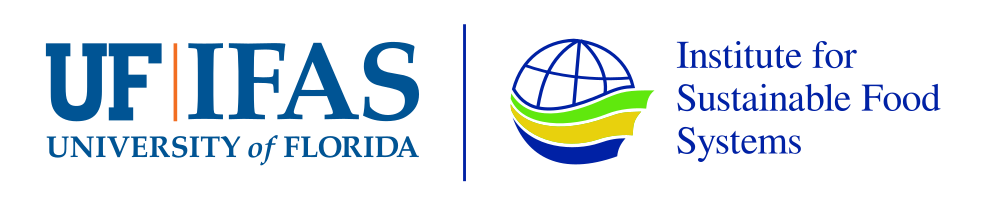 UF|IFAS
UNIVERSITY of FLORIDA
Institute for
Sustainable Food
Systems